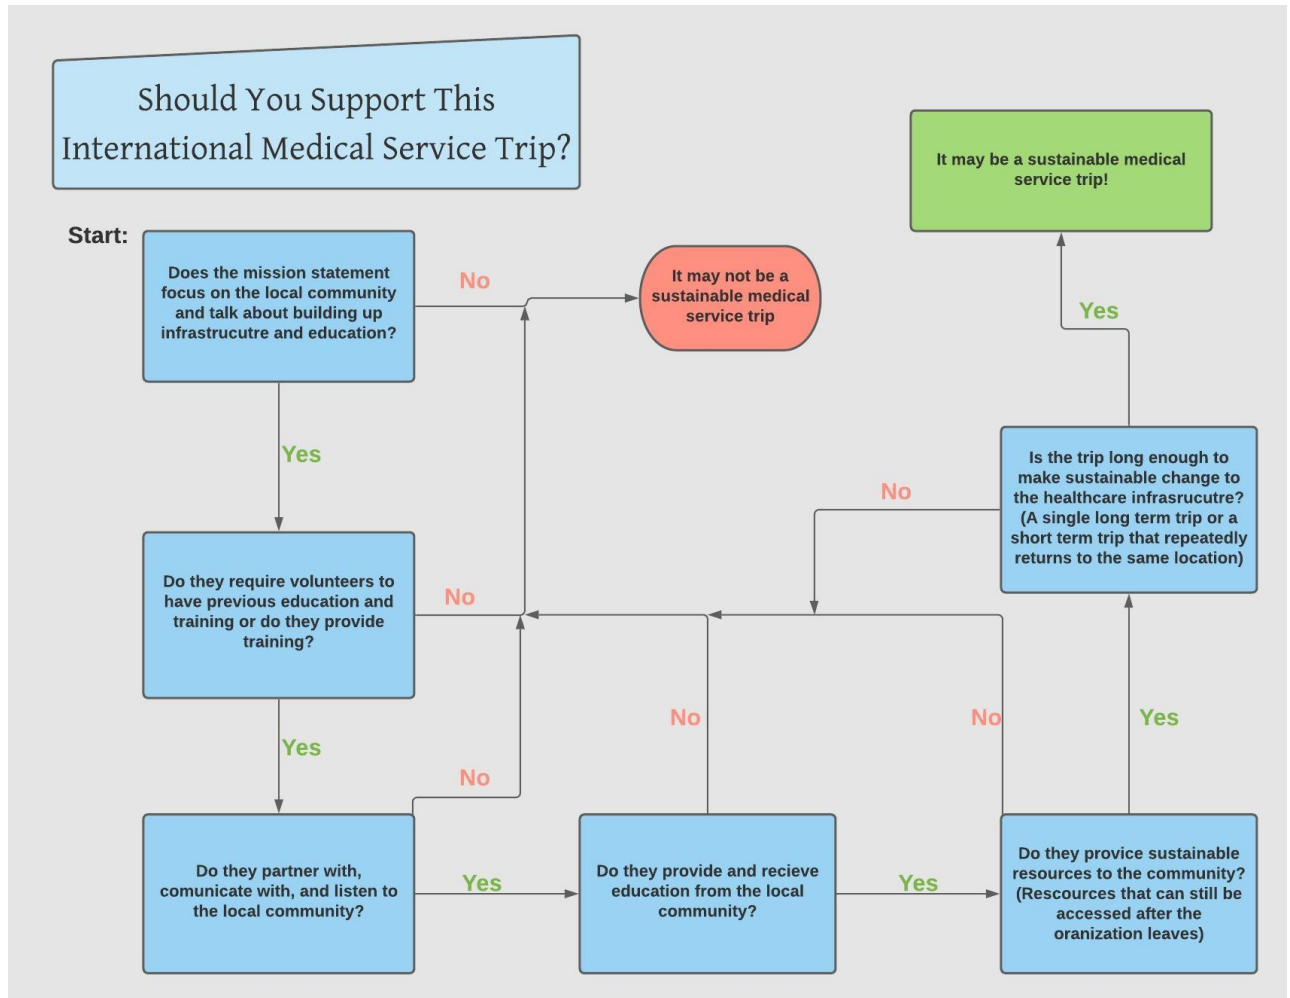 Should You Support This
International Medical Service Trip?
Start:
Does the mission statement
focus on the local community
and talk about building up
infrastrucutre and education?
No
It may not be a
sustainable medical
service trip
It may be a sustainable medical
service trip!
Yes
Yes
Is the trip long enough to
make sustainable change to
the healthcare infrasrucutre?
(A single long term trip or a
short term trip that repeatedly
returns to the same location)
No
Do they require volunteers to
have previous education and
training or do they provide
training?
No
No
No
Yes
Yes
No
Do they partner with,
comunicate with, and listen to
the local community?
Yes
Do they provide and recieve
education from the local
community?
Yes
Do they provice sustainable
resources to the community?
(Rescources that can still be
accessed after the
oranization leaves)